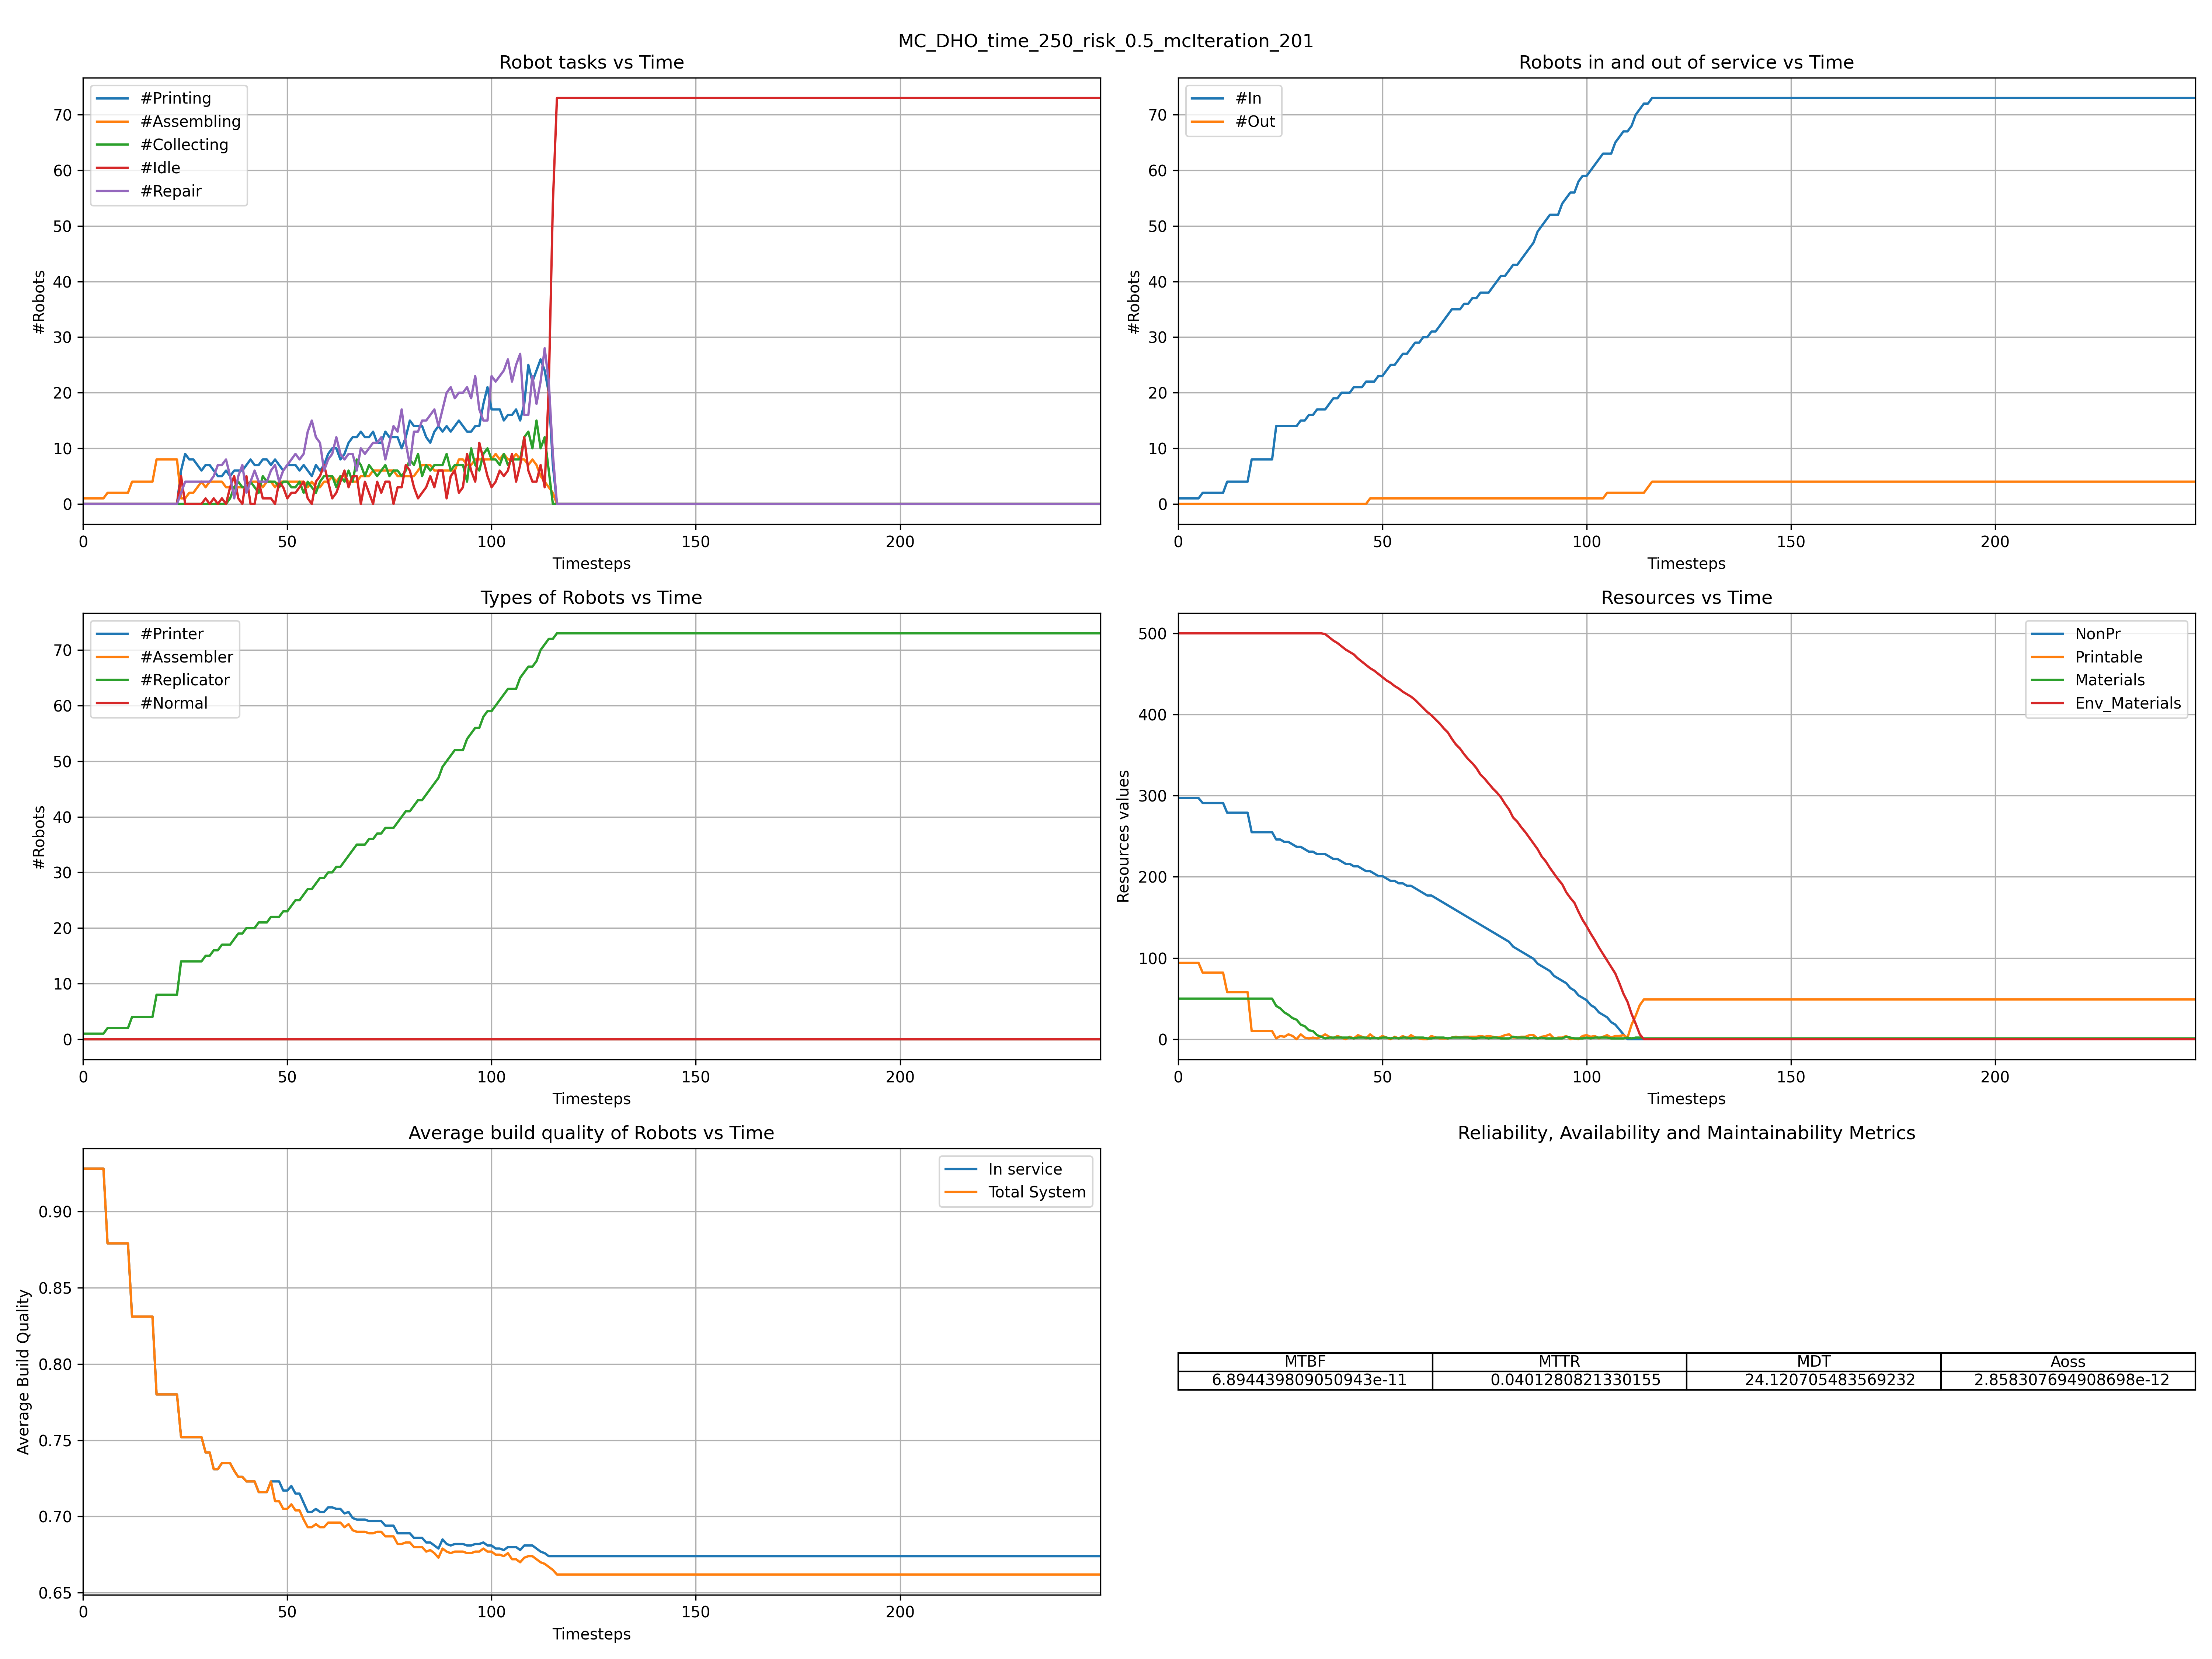 MC_DHO_time_250_risk_0.5_mcIteration_201
Robot tasks vs Time
#Printing
#Assembling
#Collecting
#Idle
#Repair
#Robots
70
60
50
40
30
20
10
0
0 50 100 150 200
Timesteps
Robots in and out of service vs Time
#In
#Out
#Robots
70
60
50
40
30
20
10
0
0 50 100 150 200
Timesteps
Types of Robots vs Time
#Printer
#Assembler
#Replicator
#Normal
#Robots
70
60
50
40
30
20
10
0
0 50 100 150 200
Timesteps
Resources vs Time
NonPr
Printable
Materials
Env_Materials
Resources values
500
400
300
200
100
0
0 50 100 150 200
Timesteps
Average build quality of Robots vs Time
In service
Total System
Average Build Quality
0.90
0.85
0.80
0.75
0.70
0.65
0 50 100 150 200
Timesteps
Reliability, Availability and Maintainability Metrics
MTBF MTTR MDT Aoss
6.894439809050943e-11 0.0401280821330155 24.120705483569232 2.858307694908698e-12